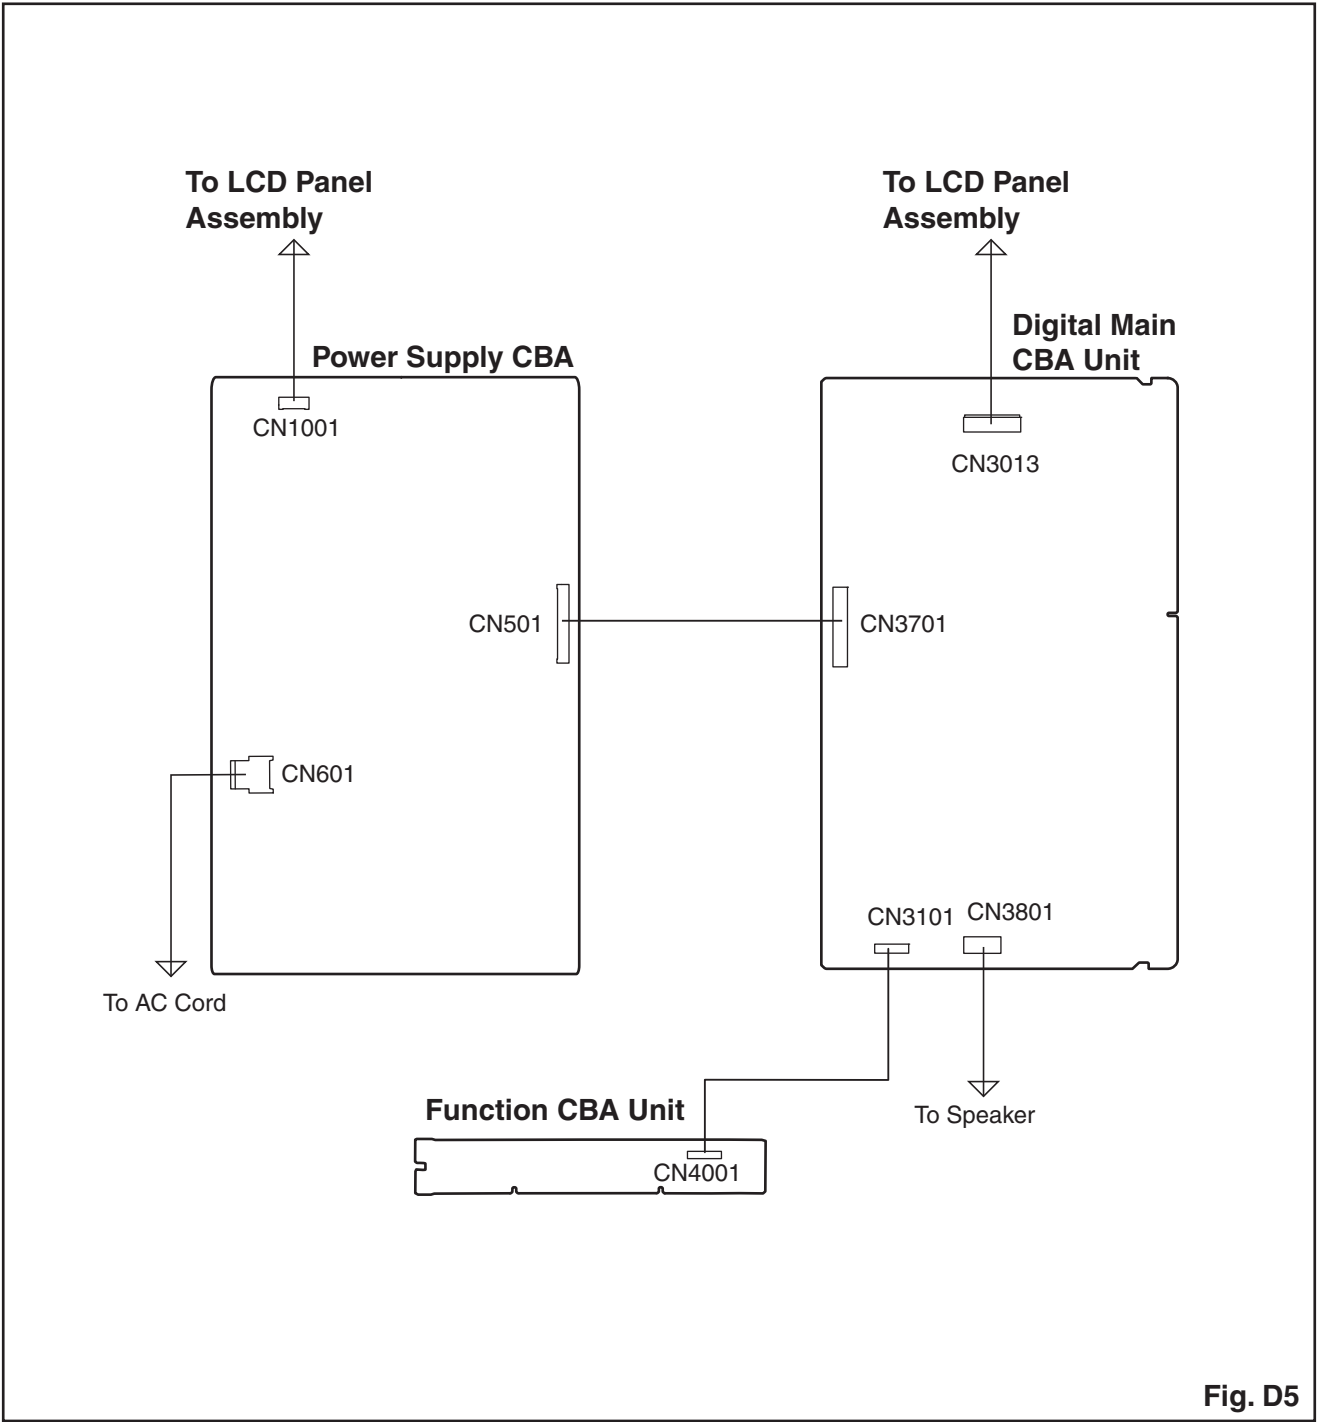 To LCD Panel
Assembly
To LCD Panel
Assembly
Power Supply CBA
Digital Main
CBA Unit
CN1001
CN3013
CN501
CN3701
CN601
CN3101
CN3801
To AC Cord
Function CBA Unit
To Speaker
CN4001
Fig. D5